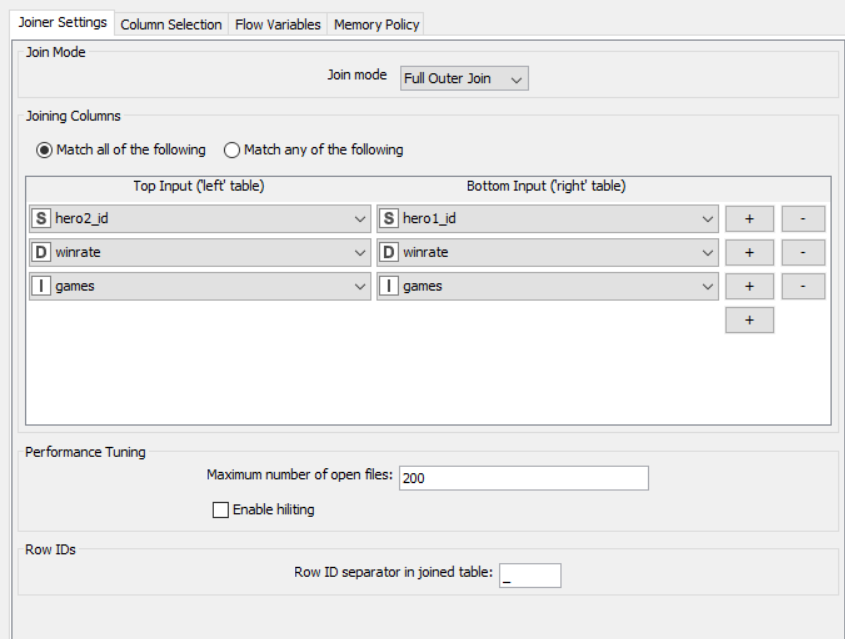 Joiner Settings Column Selection Flow Variables Memory Policy
Join Mode
Join mode Full Outer Join
Joining Columns
Match all of the following Match any of the following
Top Input ('left' table) Bottom Input ('right' table)
S hero2_id S hero1_id + -
D winrate D winrate + -
I games I games + -
+
Performance Tuning
Maximum number of open files: 200
Enable hiliting
Row IDs
Row ID separator in joined table: _